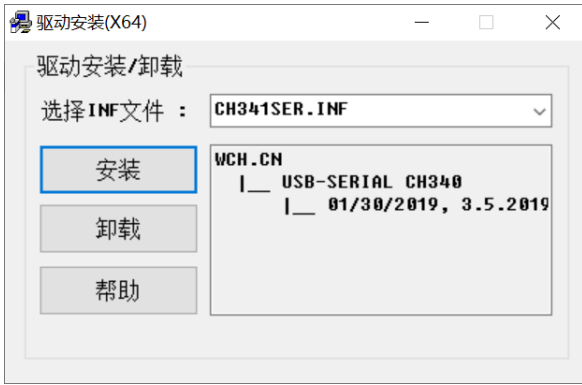 驱动安装(X64)
驱动安装/卸载
选择INF文件 :
CH341SER.INF
安装
卸载
帮助
WCH.CN
|__ USB-SERIAL CH340
|__ 01/30/2019, 3.5.2019